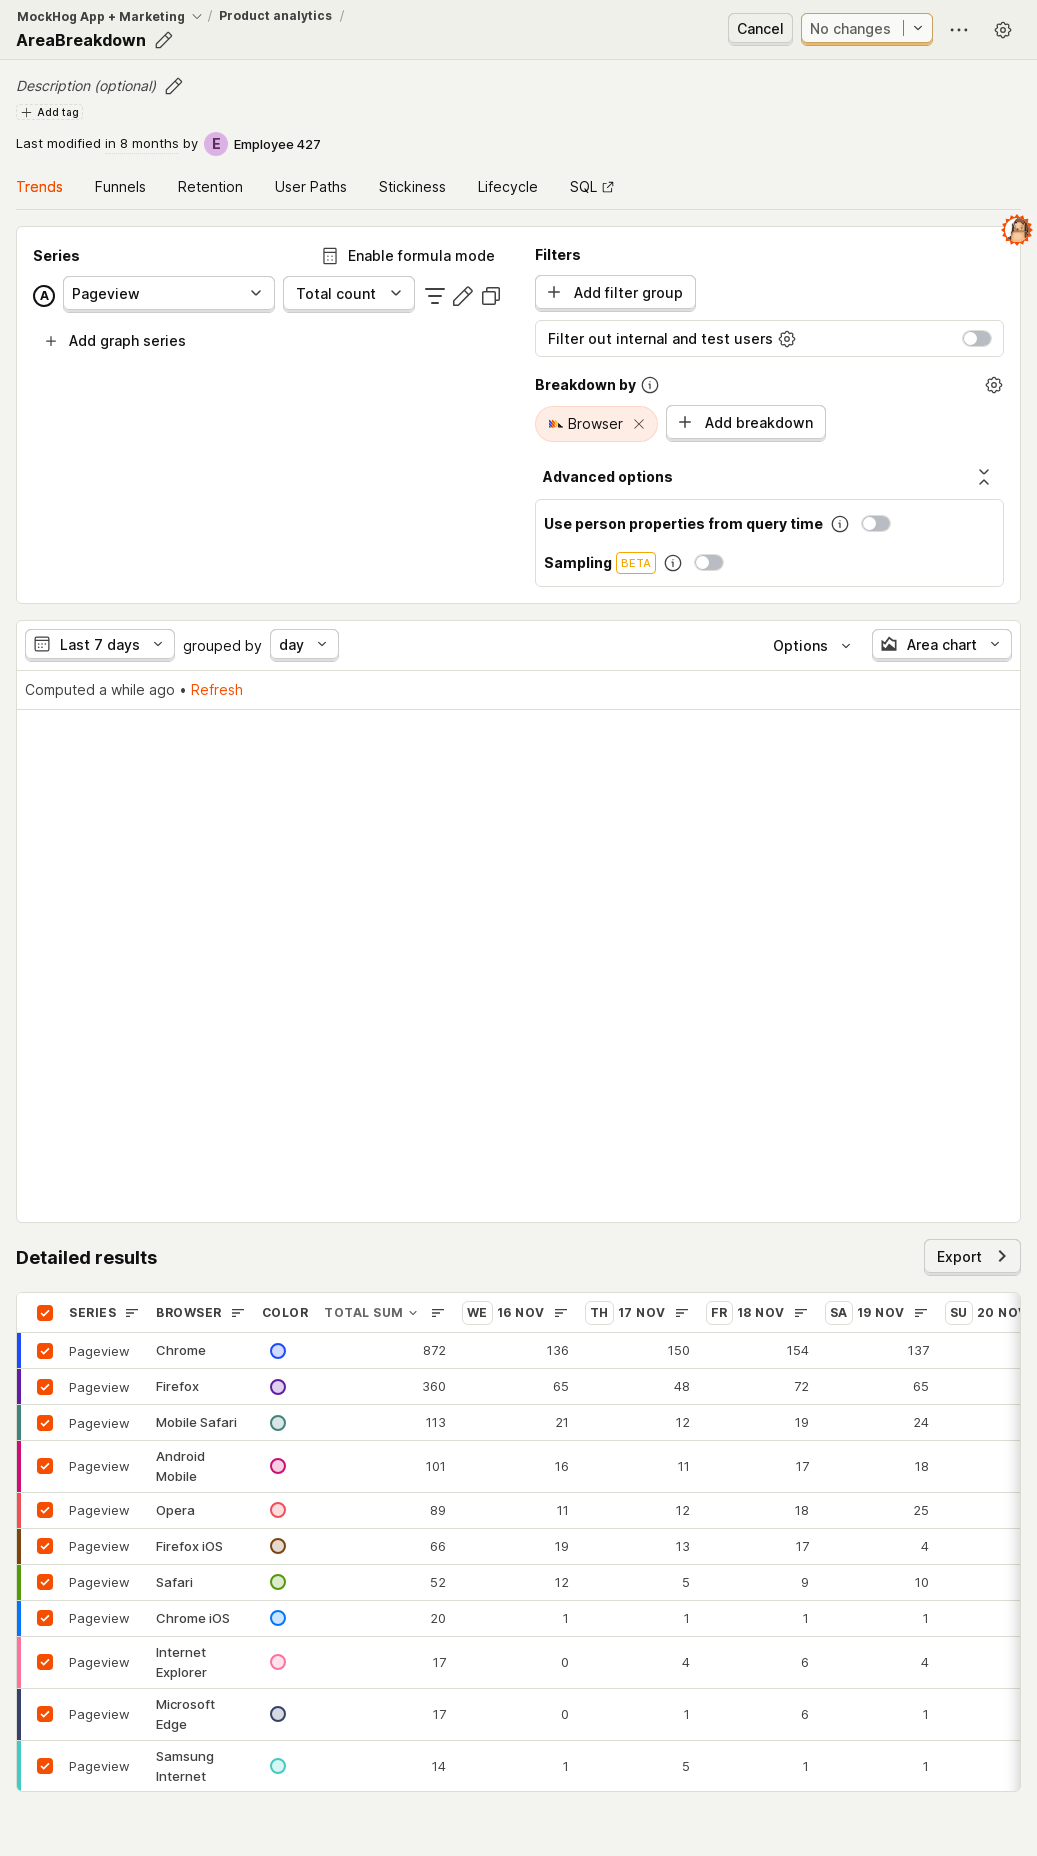 MockHog App + Marketing / Product analytics /
AreaBreakdown
Cancel
No changes
Description (optional)
Add tag
Last modified in 8 months by E Employee 427
Trends Funnels Retention User Paths Stickiness Lifecycle SQL
Series
Enable formula mode
A Pageview Total count
Add graph series
Filters
Add filter group
Filter out internal and test users
Breakdown by
Browser Add breakdown
Advanced options
Use person properties from query time
Sampling BETA
Last 7 days grouped by day Options Area chart
Computed a while ago • Refresh
Detailed results
Export
SERIES BROWSER COLOR TOTAL SUM WE 16 NOV TH 17 NOV FR 18 NOV SA 19 NOV SU 20 NOV
Pageview Chrome 872 136 150 154 137
Pageview Firefox 360 65 48 72 65
Pageview Mobile Safari 113 21 12 19 24
Pageview Android Mobile 101 16 11 17 18
Pageview Opera 89 11 12 18 25
Pageview Firefox iOS 66 19 13 17 4
Pageview Safari 52 12 5 9 10
Pageview Chrome iOS 20 1 1 1 1
Pageview Internet Explorer 17 0 4 6 4
Pageview Microsoft Edge 17 0 1 6 1
Pageview Samsung Internet 14 1 5 1 1